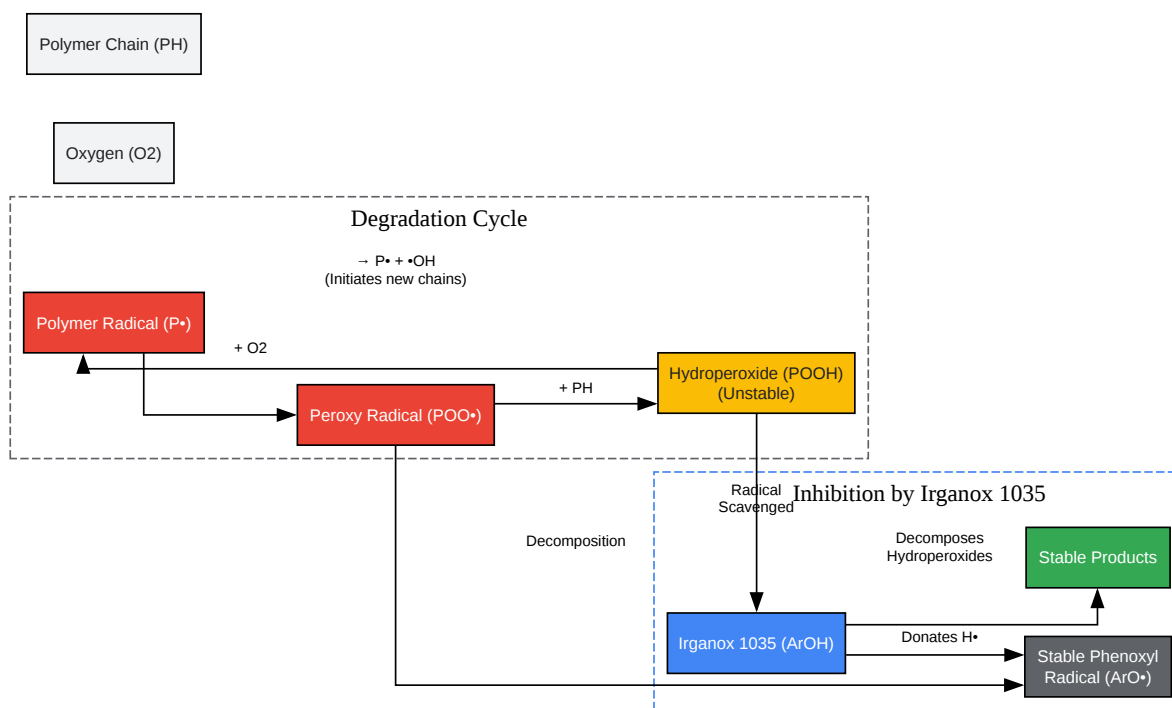 Polymer Chain (PH)
Oxygen (O2)
Degradation Cycle
→ P• + •OH
(Initiates new chains)
Polymer Radical (P•)
+ O2
Hydroperoxide (POOH)
(Unstable)
+ PH
Peroxy Radical (POO•)
Radical
Scavenged
Inhibition by Irganox 1035
Decomposition
Decomposes
Hydroperoxides
Stable Products
Irganox 1035 (ArOH)
Donates H•
Stable Phenoxyl
Radical (ArO•)